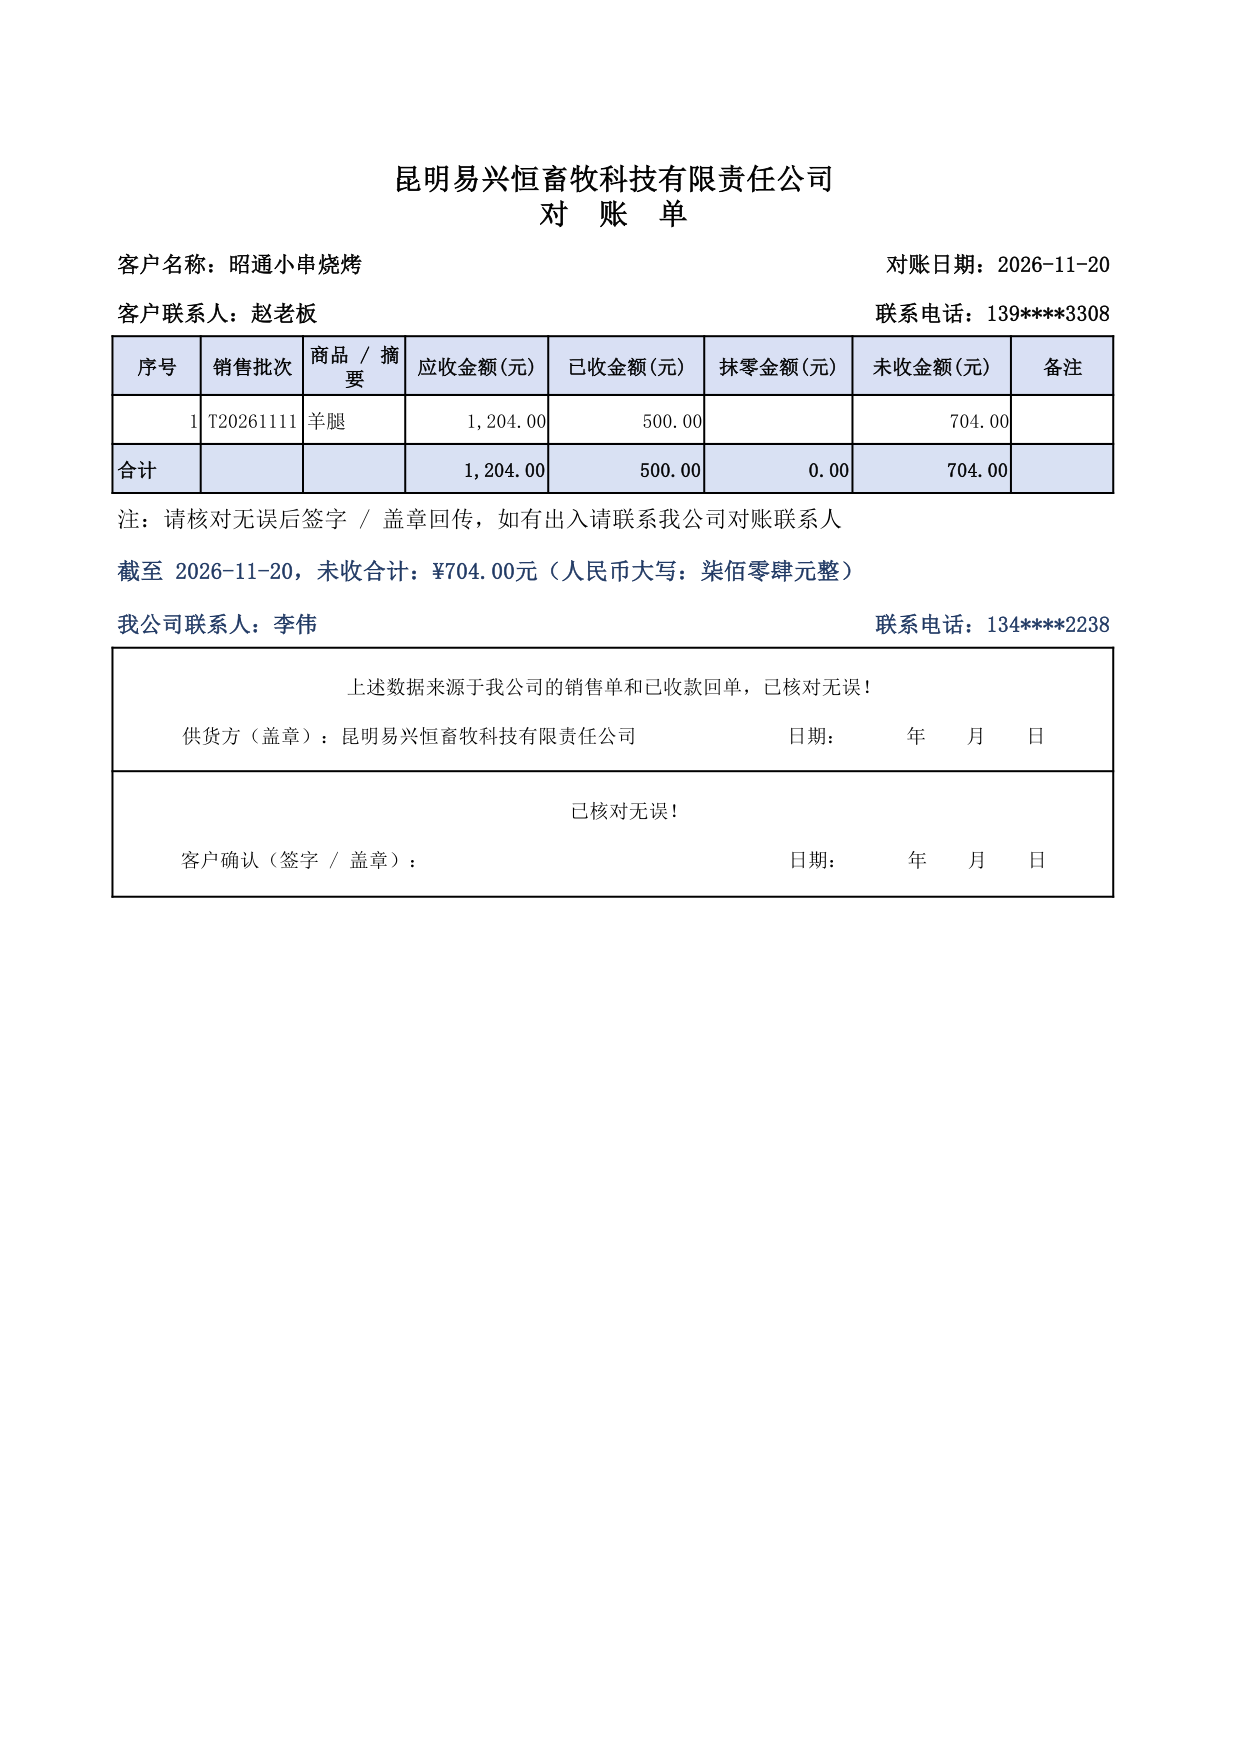 昆明易兴恒畜牧科技有限责任公司
对 账 单
客户名称：昭通小串烧烤 对账日期：2026-11-20
客户联系人：赵老板 联系电话：139****3308
序号 销售批次 商品 / 摘要 应收金额(元) 已收金额(元) 抹零金额(元) 未收金额(元) 备注
1 T20261111 羊腿 1,204.00 500.00 704.00
合计 1,204.00 500.00 0.00 704.00
注：请核对无误后签字 / 盖章回传，如有出入请联系我公司对账联系人
截至 2026-11-20，未收合计：¥704.00元（人民币大写：柒佰零肆元整）
我公司联系人：李伟 联系电话：134****2238
上述数据来源于我公司的销售单和已收款回单，已核对无误！
供货方（盖章）：昆明易兴恒畜牧科技有限责任公司 日期： 年 月 日
已核对无误！
客户确认（签字 / 盖章）： 日期： 年 月 日